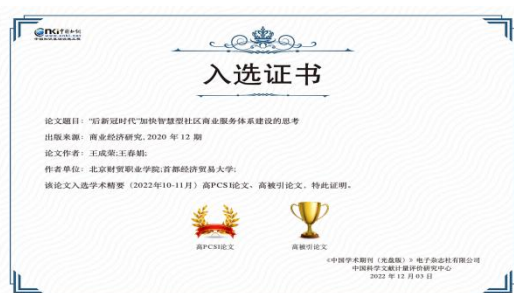 CNKI 中国知网
入选证书
论文题目：“后新冠时代”加快智慧型社区商业服务体系建设的思考
出版来源：商业经济研究, 2020 年 12 期
论文作者：王成荣;王春娟;
作者单位：北京财贸职业学院;首都经济贸易大学;
该论文入选学术精要（2022年10-11月）高PCSI论文、高被引论文, 特此证明。
高PCSI论文 高被引论文
《中国学术期刊（光盘版）》电子杂志社有限公司
中国科学文献计量评价研究中心
2022 年 12 月 03 日